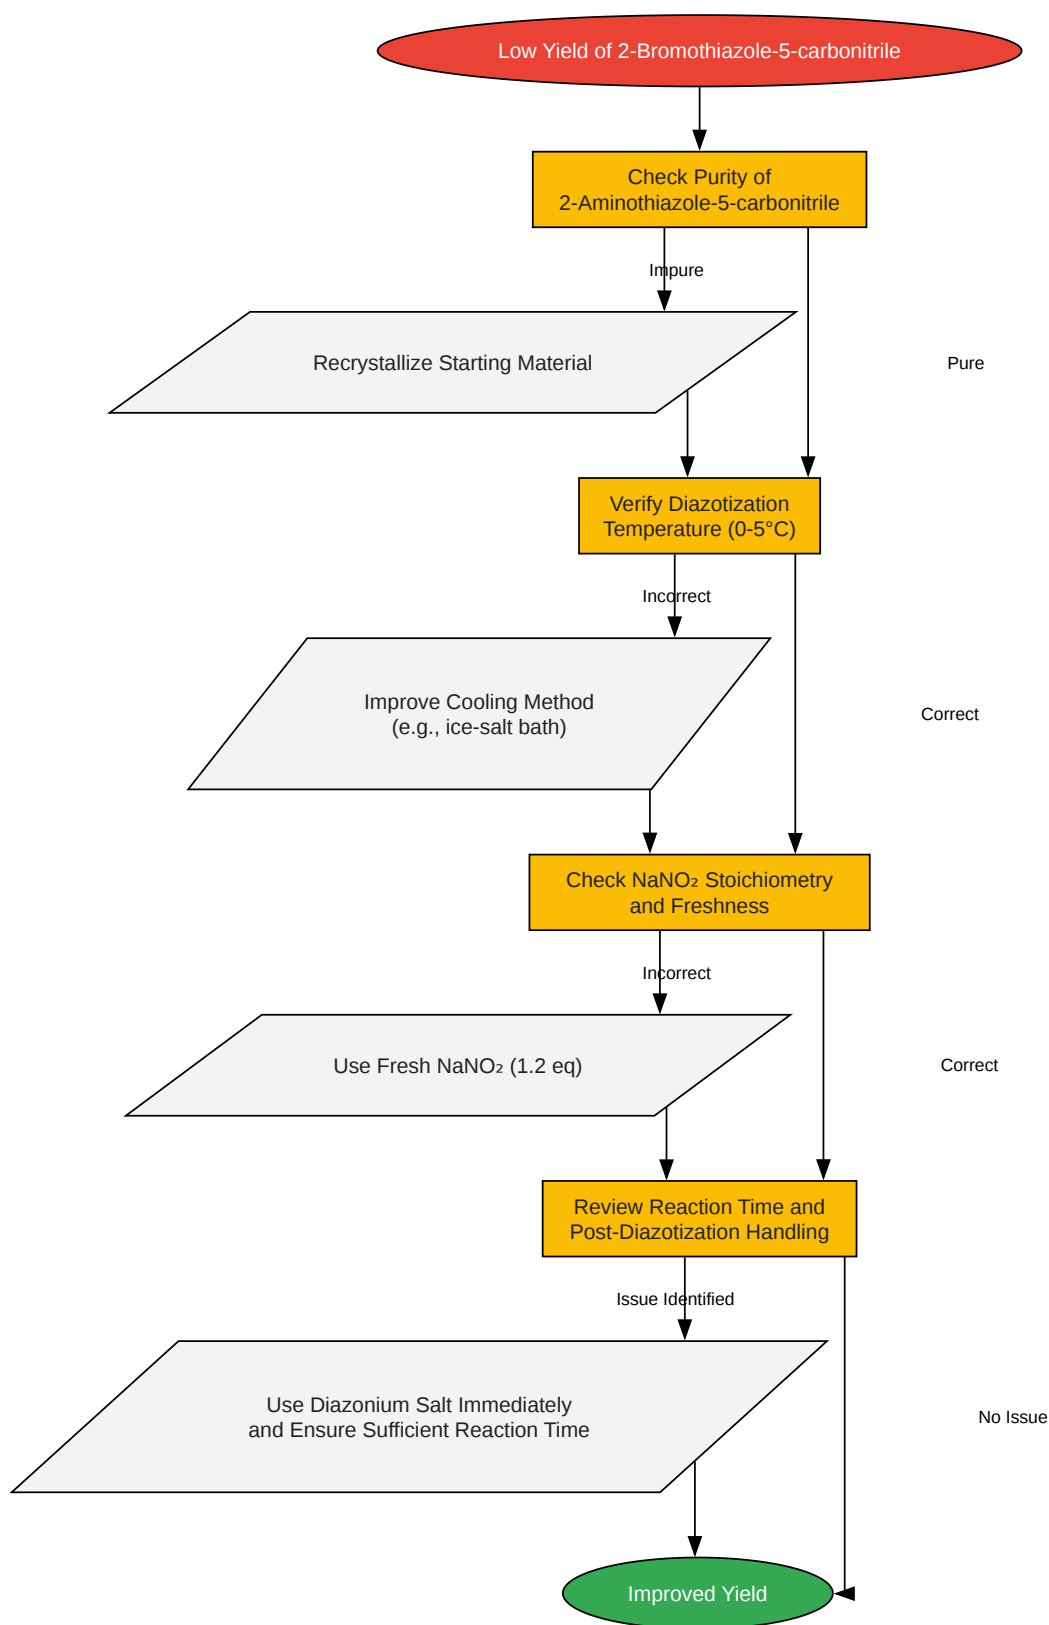 Low Yield of 2-Bromothiazole-5-carbonitrile
Check Purity of
2-Aminothiazole-5-carbonitrile
Impure
Recrystallize Starting Material
Pure
Verify Diazotization
Temperature (0-5°C)
Incorrect
Improve Cooling Method
(e.g., ice-salt bath)
Correct
Check NaNO₂ Stoichiometry
and Freshness
Incorrect
Use Fresh NaNO₂ (1.2 eq)
Correct
Review Reaction Time and
Post-Diazotization Handling
Issue Identified
Use Diazonium Salt Immediately
and Ensure Sufficient Reaction Time
No Issue
Improved Yield